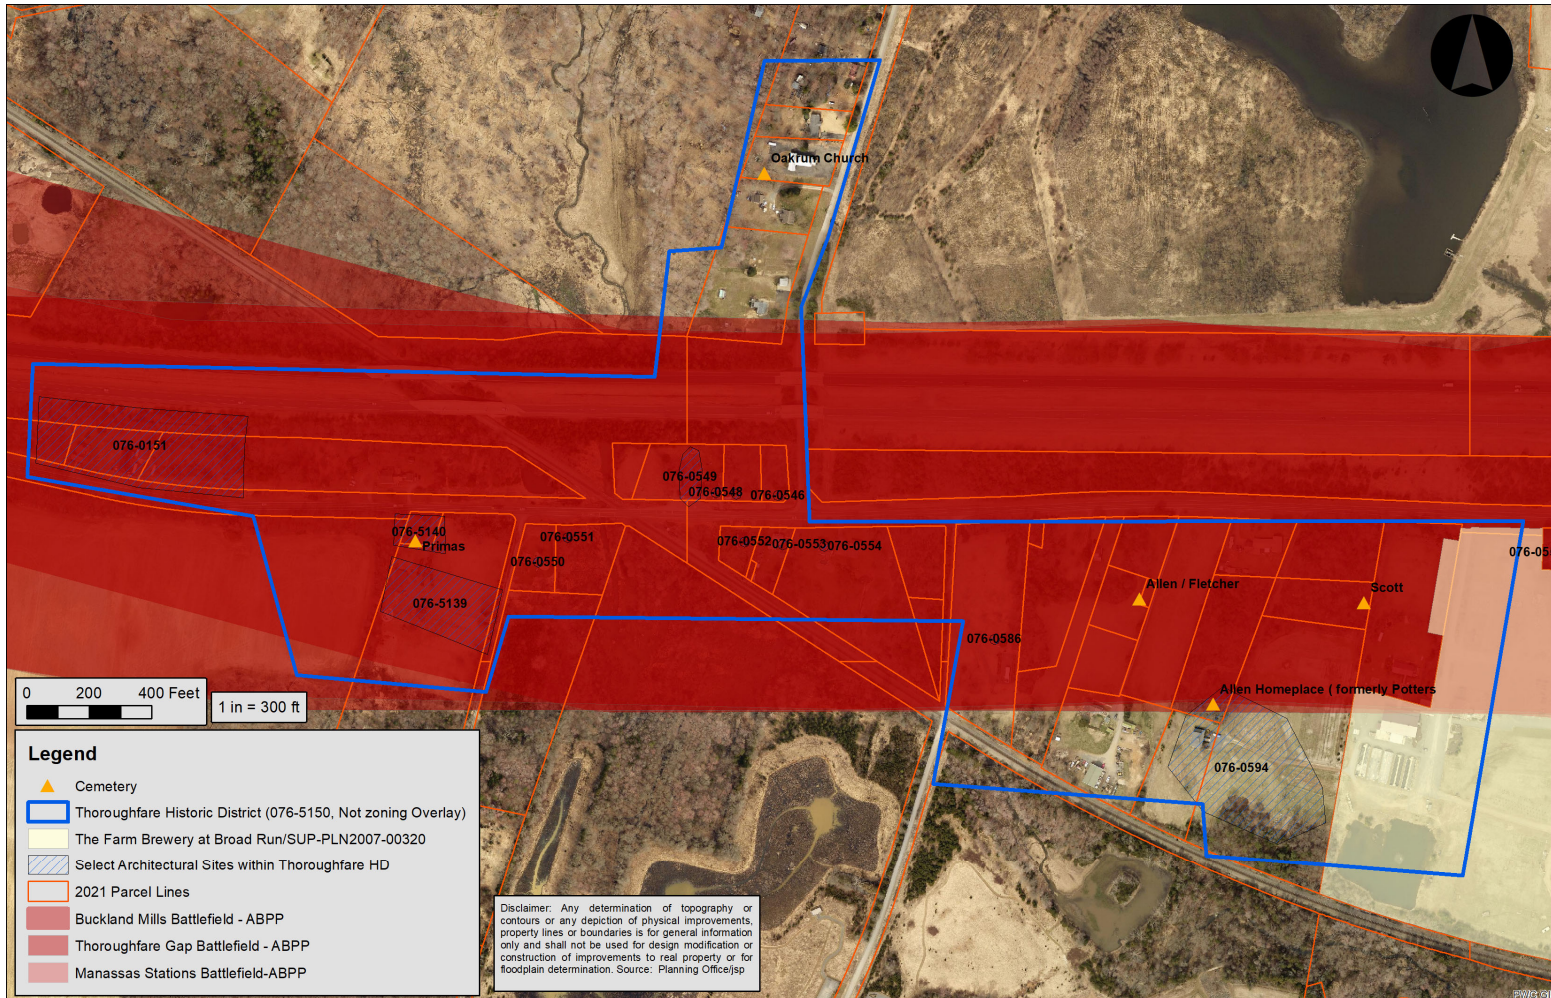 Oakrum Church
076-0151
076-0549
076-0548
076-0546
076-5140
Primas
076-0551
076-0550
076-0552
076-0553
076-0554
076-5139
076-0586
Allen / Fletcher
Scott
Allen Homeplace ( formerly Potters
076-0594
0 200 400 Feet
1 in = 300 ft
Legend
Cemetery
Thoroughfare Historic District (076-5150, Not zoning Overlay)
The Farm Brewery at Broad Run/SUP-PLN2007-00320
Select Architectural Sites within Thoroughfare HD
2021 Parcel Lines
Buckland Mills Battlefield - ABPP
Thoroughfare Gap Battlefield - ABPP
Manassas Stations Battlefield-ABPP
Disclaimer: Any determination of topography or
contours or any depiction of physical improvements,
property lines or boundaries is for general information
only and shall not be used for design modification or
construction of improvements to real property or for
floodplain determination. Source: Planning Office/jsp